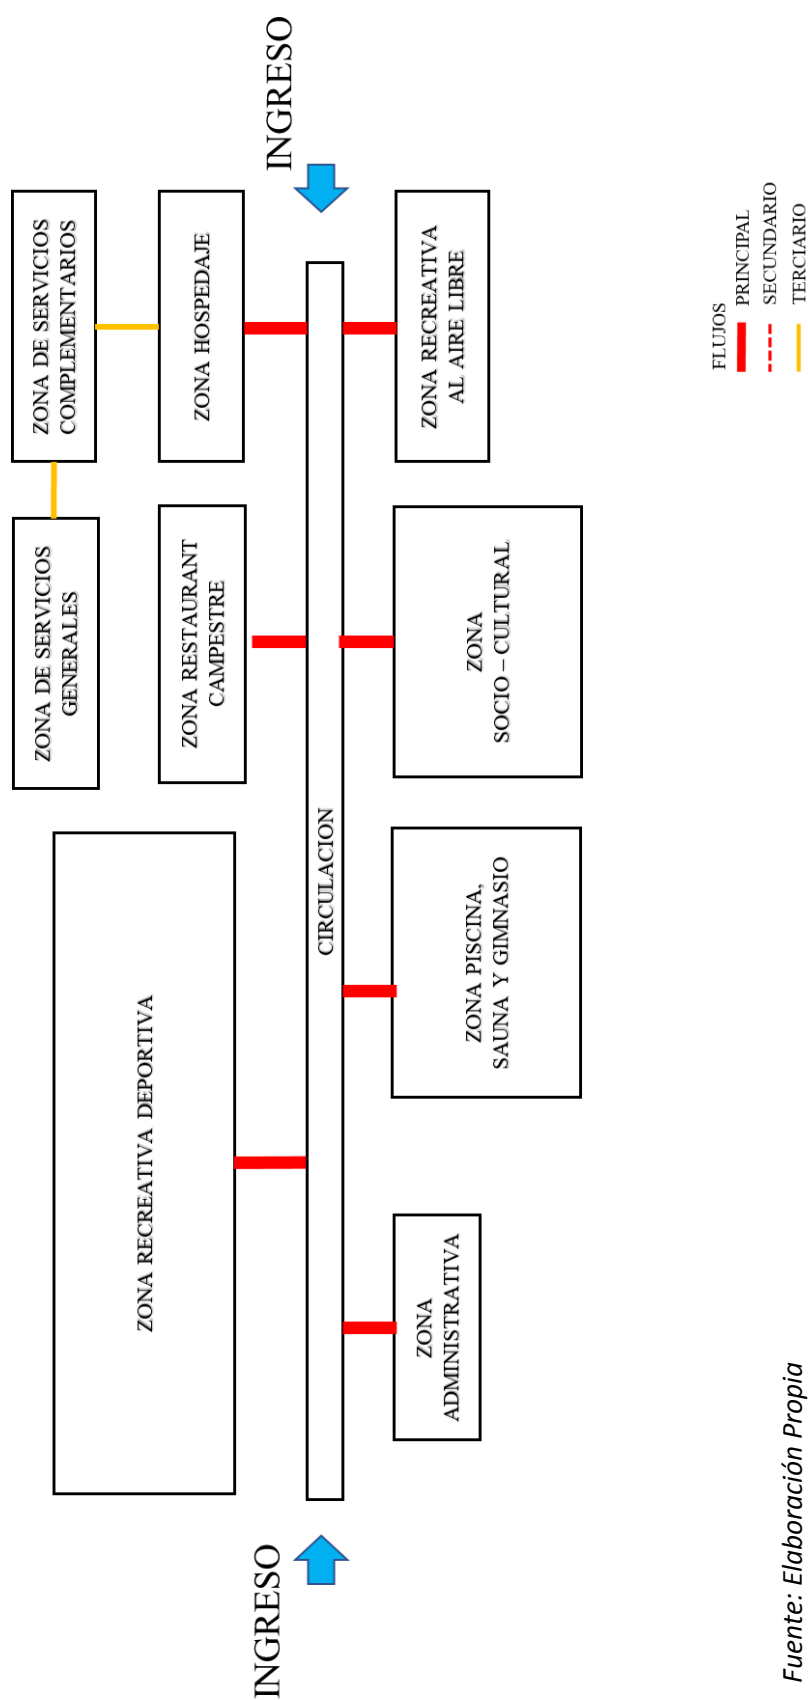 ZONA DE SERVICIOS
GENERALES
ZONA DE SERVICIOS
COMPLEMENTARIOS
ZONA RECREATIVA DEPORTIVA
ZONA RESTAURANT
CAMPESTRE
ZONA HOSPEDAJE
INGRESO
CIRCULACION
INGRESO
ZONA
ADMINISTRATIVA
ZONA PISCINA,
SAUNA Y GIMNASIO
ZONA
SOCIO – CULTURAL
ZONA RECREATIVA
AL AIRE LIBRE
FLUJOS
PRINCIPAL
SECUNDARIO
TERCIARIO
Fuente: Elaboración Propia